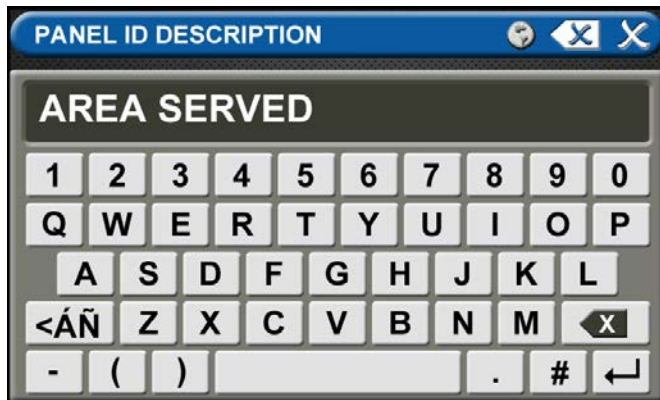 PANEL ID DESCRIPTION
AREA SERVED
1 2 3 4 5 6 7 8 9 0
Q W E R T Y U I O P
A S D F G H J K L
<ÁÑ Z X C V B N M X
- ( ) . #